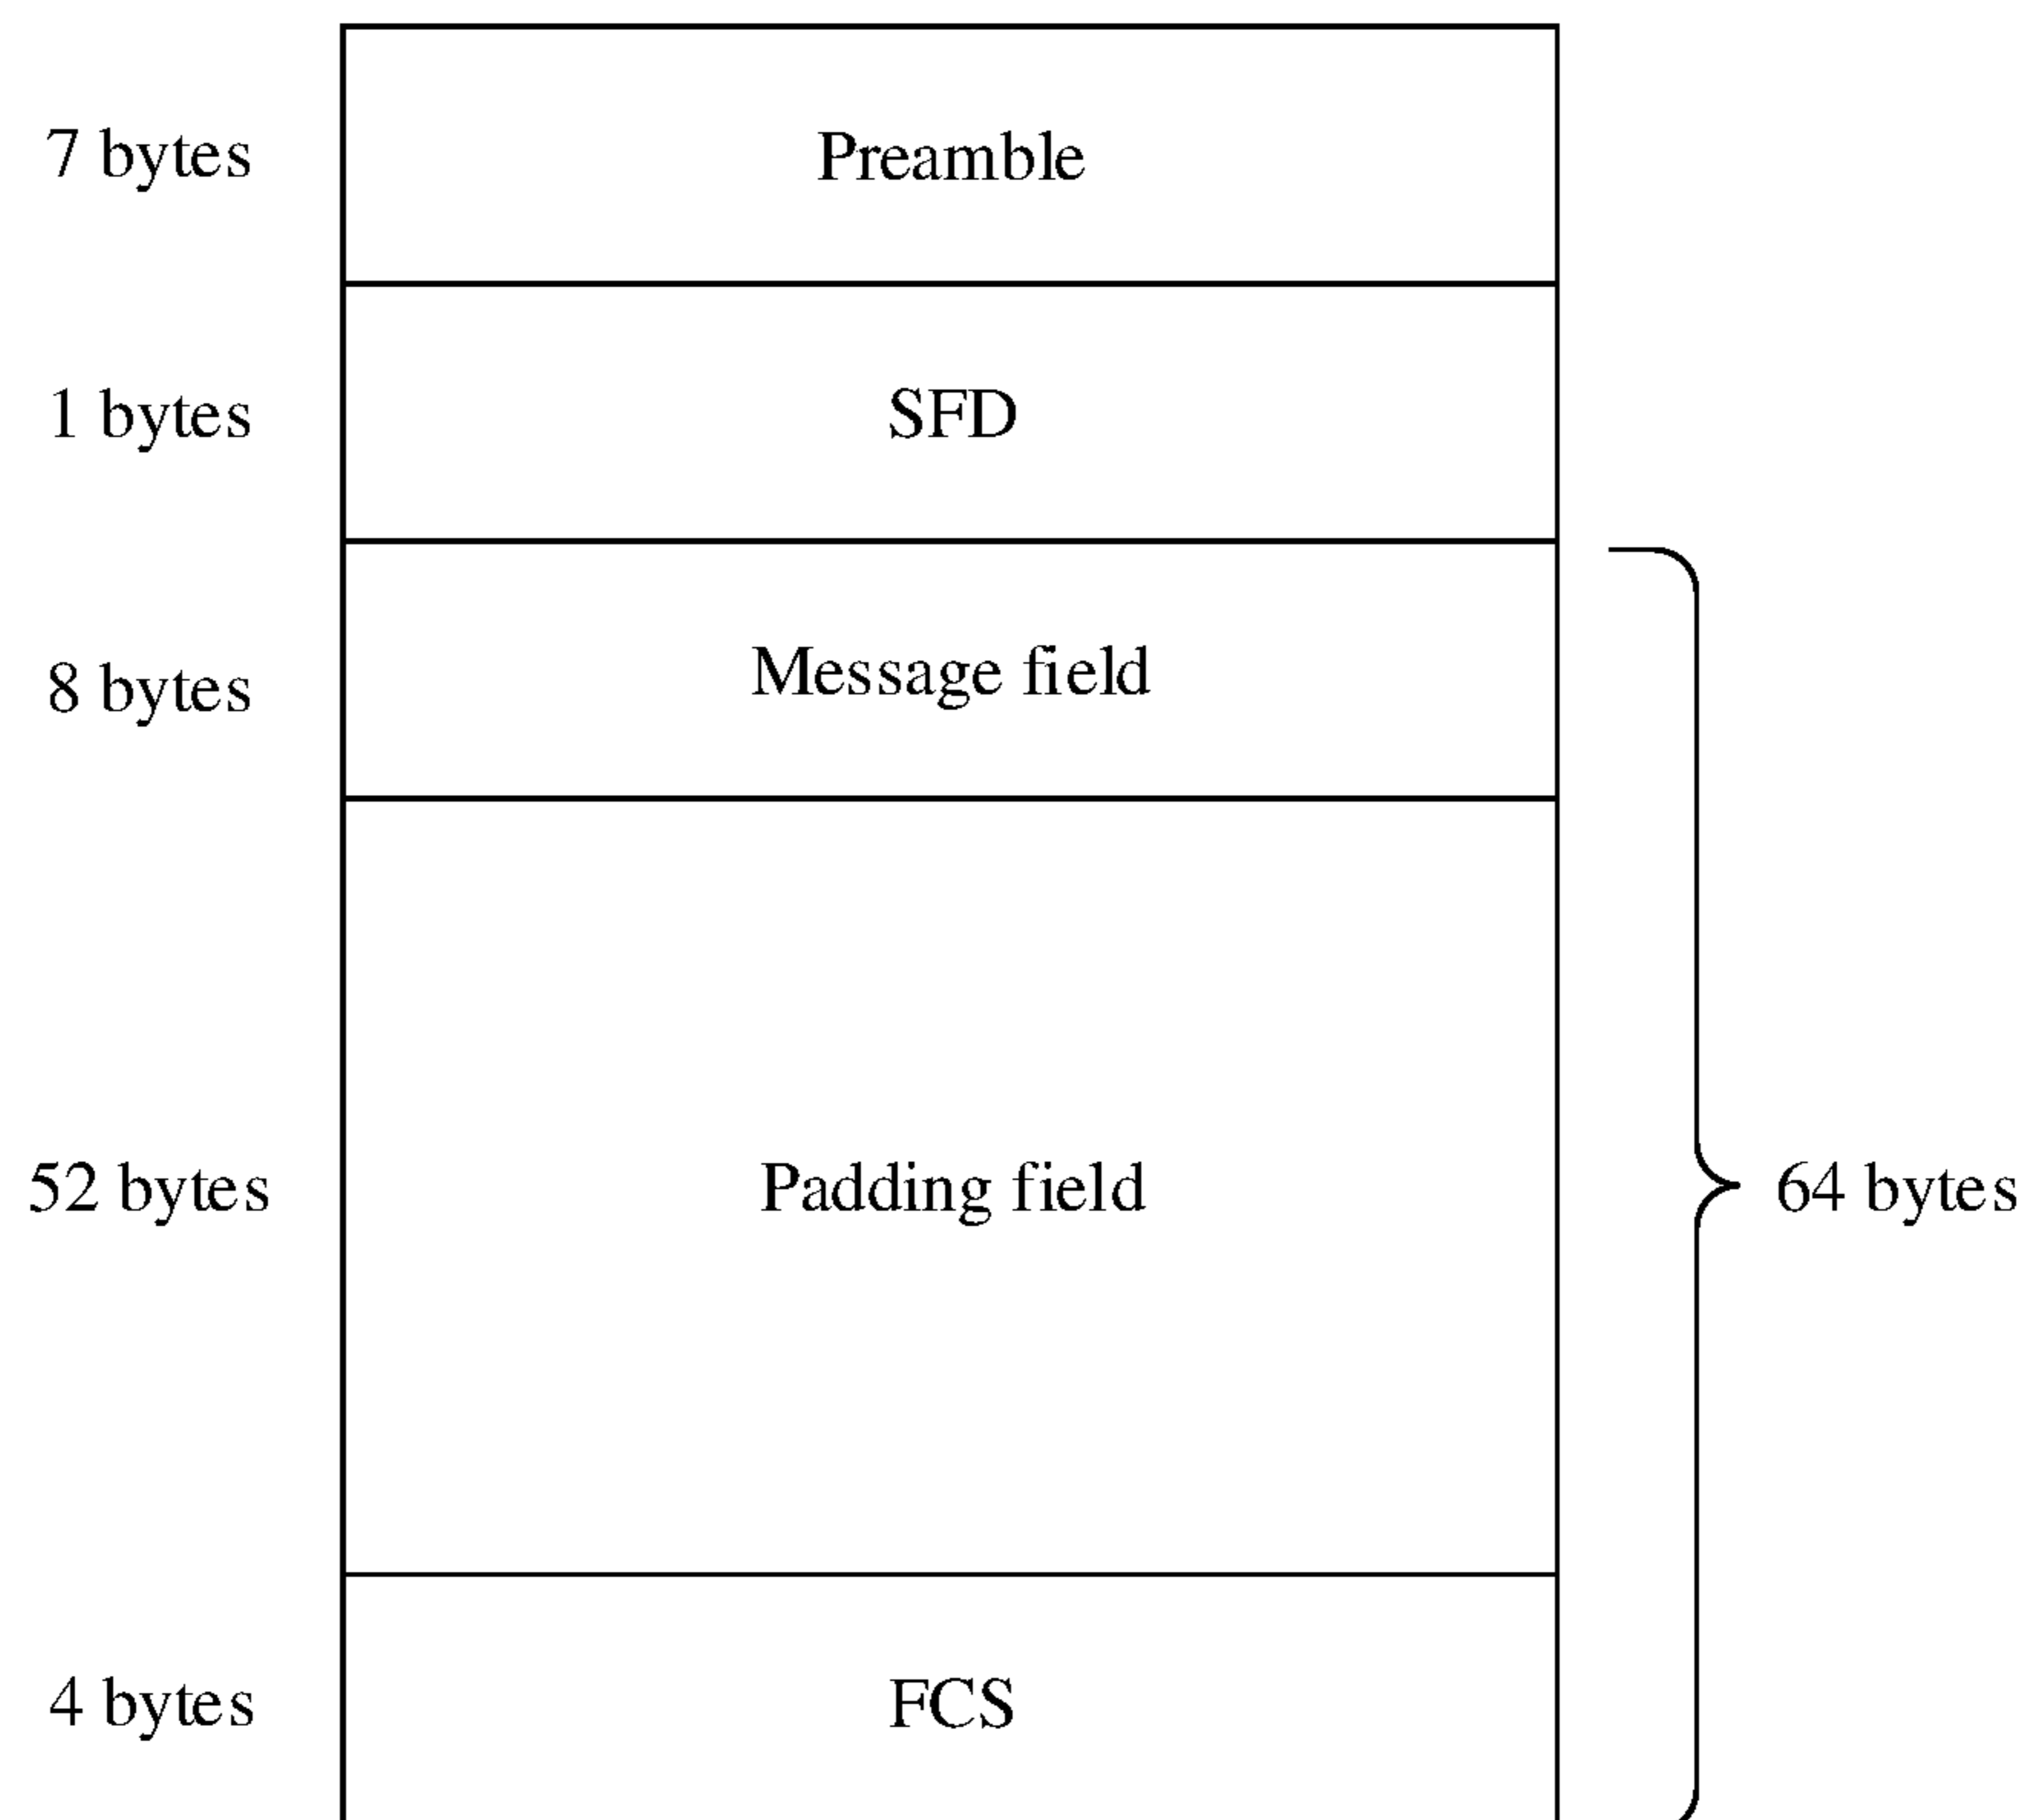 7 bytes
Preamble
1 bytes
SFD
8 bytes
Message field
52 bytes
Padding field
64 bytes
4 bytes
FCS